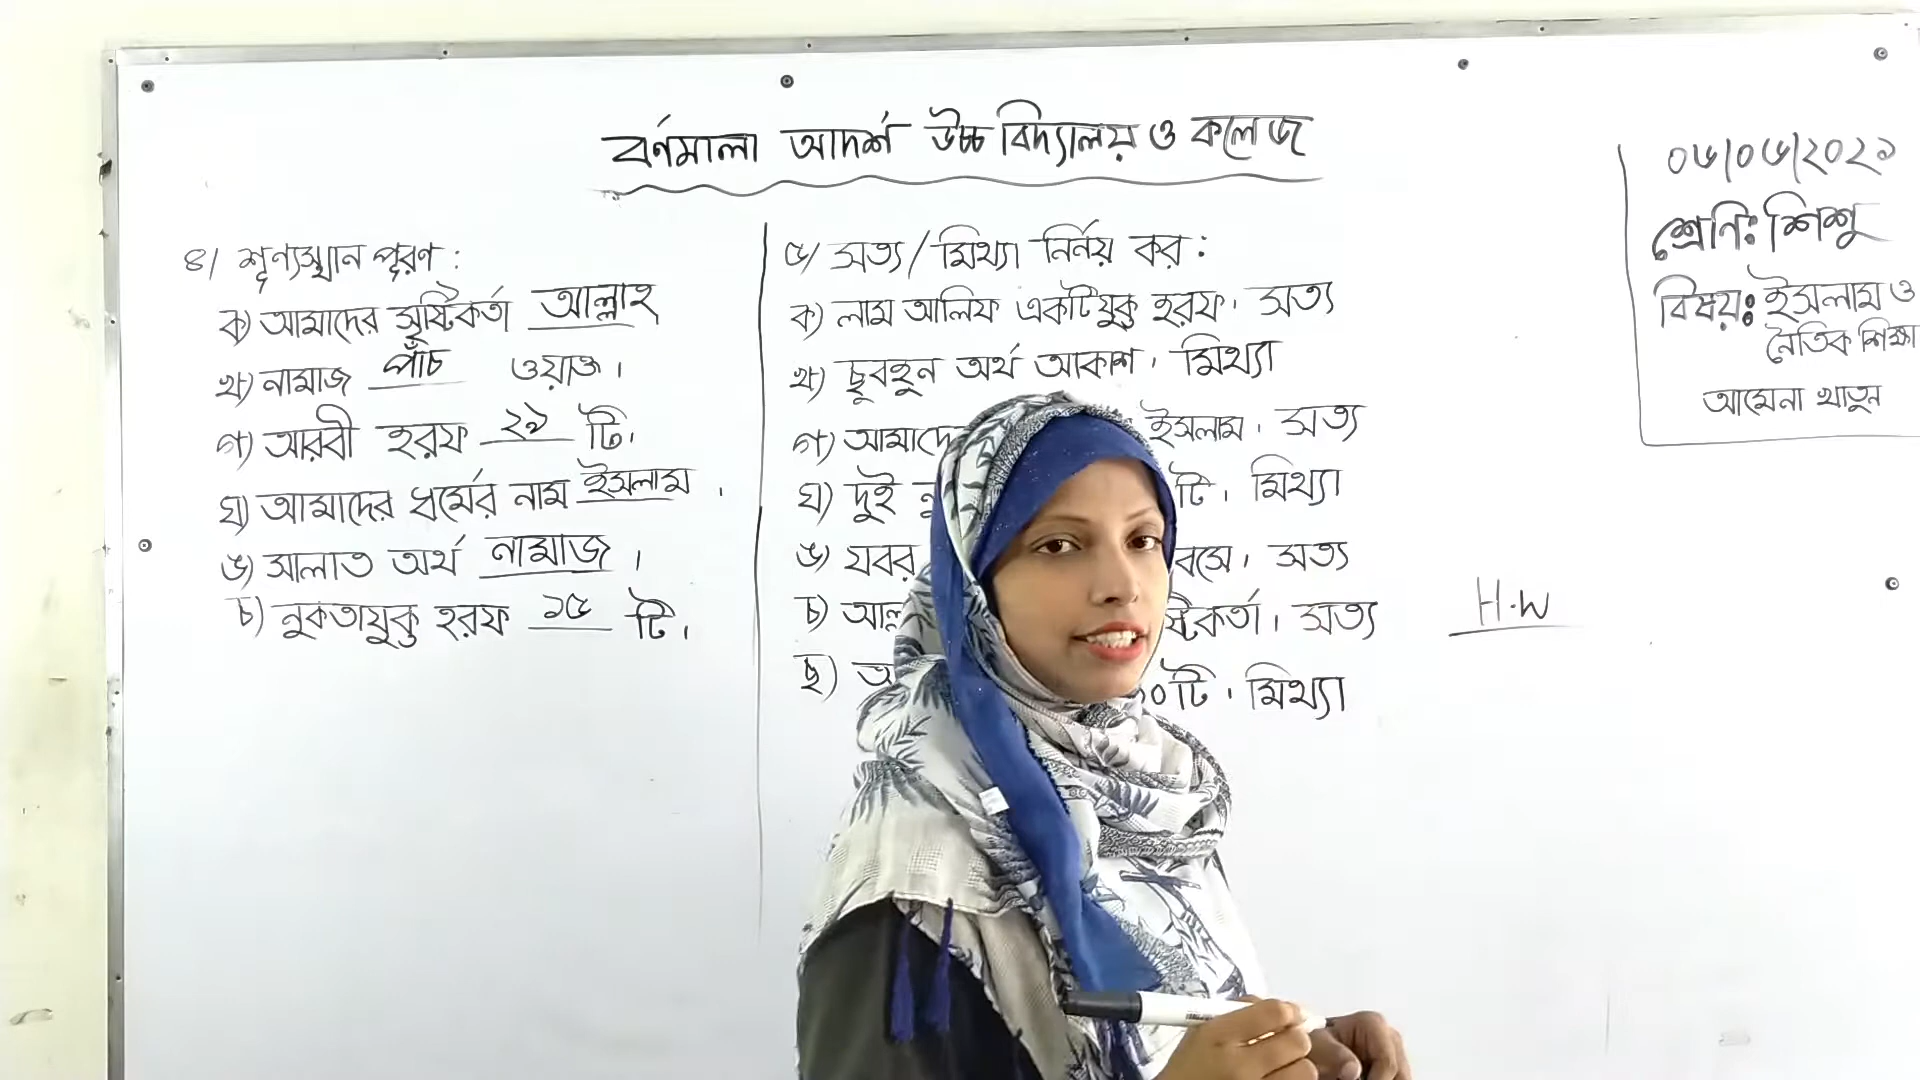 বর্ণমালা আদর্শ উচ্চ বিদ্যালয় ও কলেজ
০৬/০৬/২০২১
শ্রেণি: শিশু
বিষয়: ইসলাম ও
নৈতিক শিক্ষা
আমেনা খাতুন
৪। শূণ্যস্থান পূরণ :
ক) আমাদের সৃষ্টিকর্তা আল্লাহ
খ) নামাজ পাঁচ ওয়াক্ত।
গ) আরবী হরফ ২৯ টি।
ঘ) আমাদের ধর্মের নাম ইসলাম।
ঙ) সালাত অর্থ নামাজ।
চ) নুকতাযুক্ত হরফ ১৫ টি।
৫/ সত্য/মিথ্যা নির্নয় কর :
ক) লাম আলিফ একটিযুক্ত হরফ। সত্য
খ) ছুবহুন অর্থ আকাশ। মিথ্যা
গ) আমাদে ইসলাম। সত্য
ঘ) দুই টি। মিথ্যা
ঙ) যবর বসে। সত্য
চ) আল্ল ষ্টিকর্তা। সত্য
ছ) ০টি। মিথ্যা
H.W